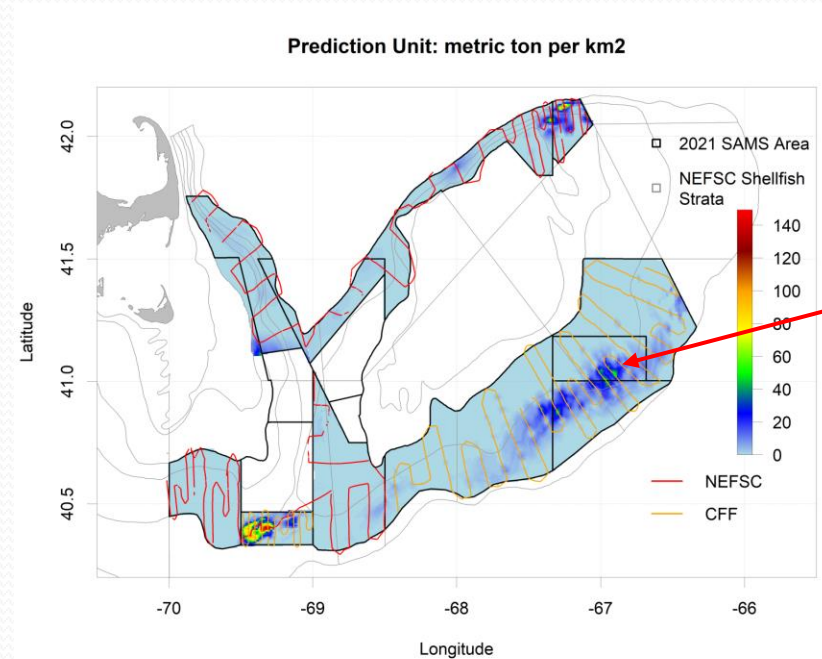 Prediction Unit: metric ton per km2
42.0
41.5
41.0
40.5
Latitude
2021 SAMS Area
NEFSC Shellfish
Strata
140
120
100
80
60
40
20
0
NEFSC
CFF
-70
-69
-68
-67
-66
Longitude